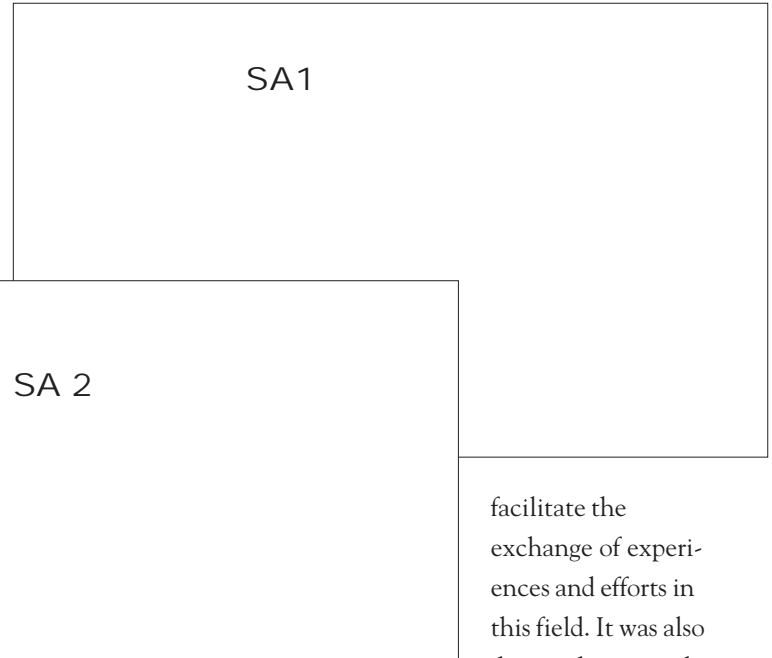 SA1
SA 2
facilitate the
exchange of experi-
ences and efforts in
this field. It was also